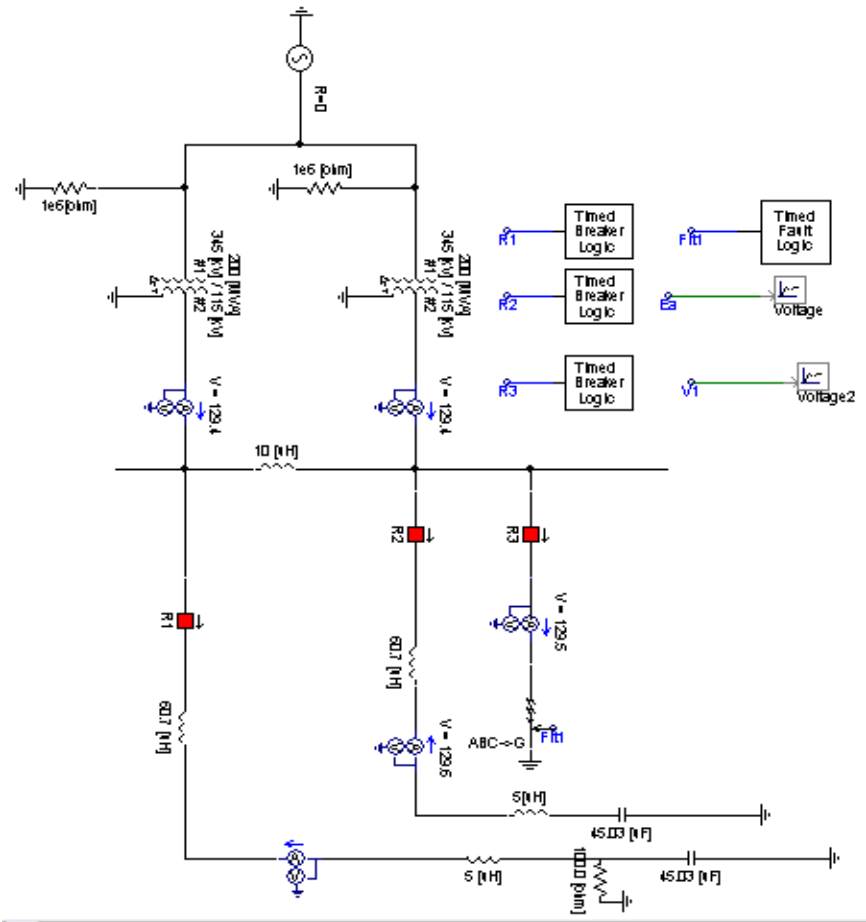 R=0
1e6 [ohm]
1e6 [ohm]
200 [MVA]
345 [kV] / 115 [kV]
#1
#2
200 [MVA]
345 [kV] / 115 [kV]
#1
#2
R1
Timed
Breaker
Logic
Flt1
Timed
Fault
Logic
R2
Timed
Breaker
Logic
Ea
Voltage
R3
Timed
Breaker
Logic
V1
Voltage2
V = 129.4
V = 129.4
10 [uH]
R2
R3
R1
V = 129.5
60.7 [uH]
60.7 [uH]
V = 129.6
ABC->G
Flt1
5 [uH]
45.03 [uF]
5 [uH]
100.0 [ohm]
45.03 [uF]